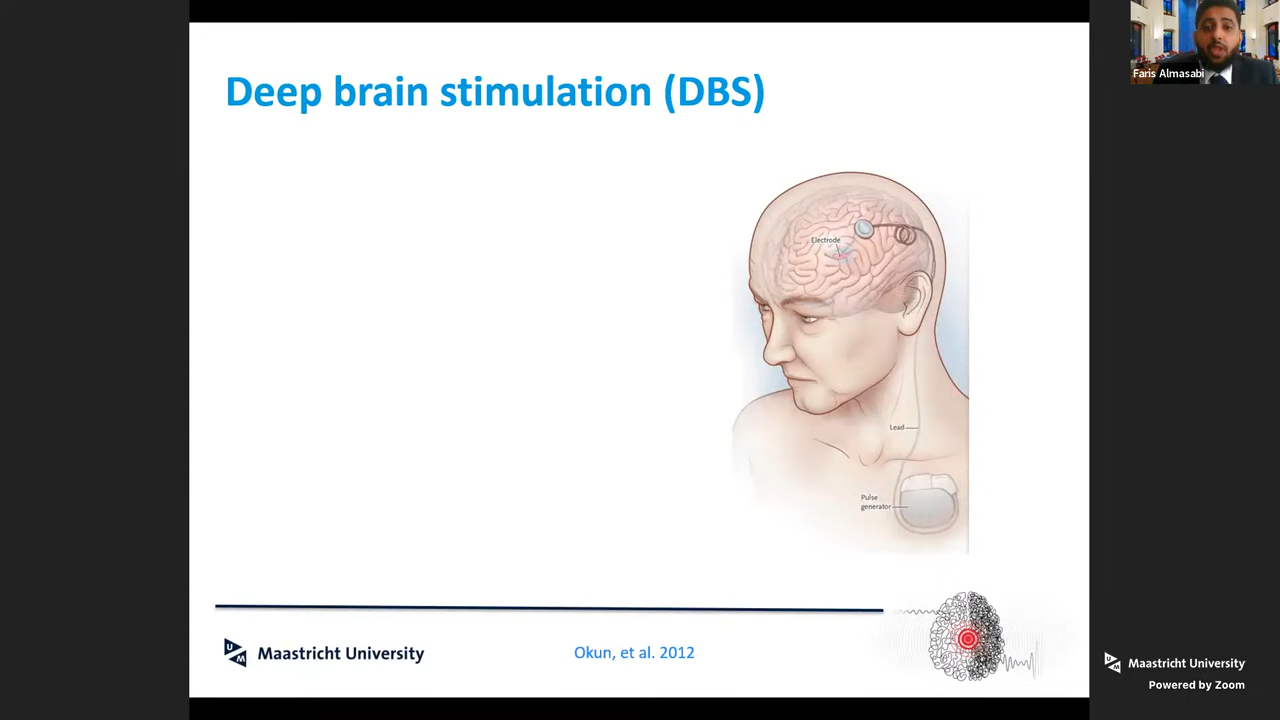 Faris Almasabi
Deep brain stimulation (DBS)
Electrode
Lead
Pulse
generator
UM
Maastricht University
Okun, et al. 2012
Maastricht University
Powered by Zoom